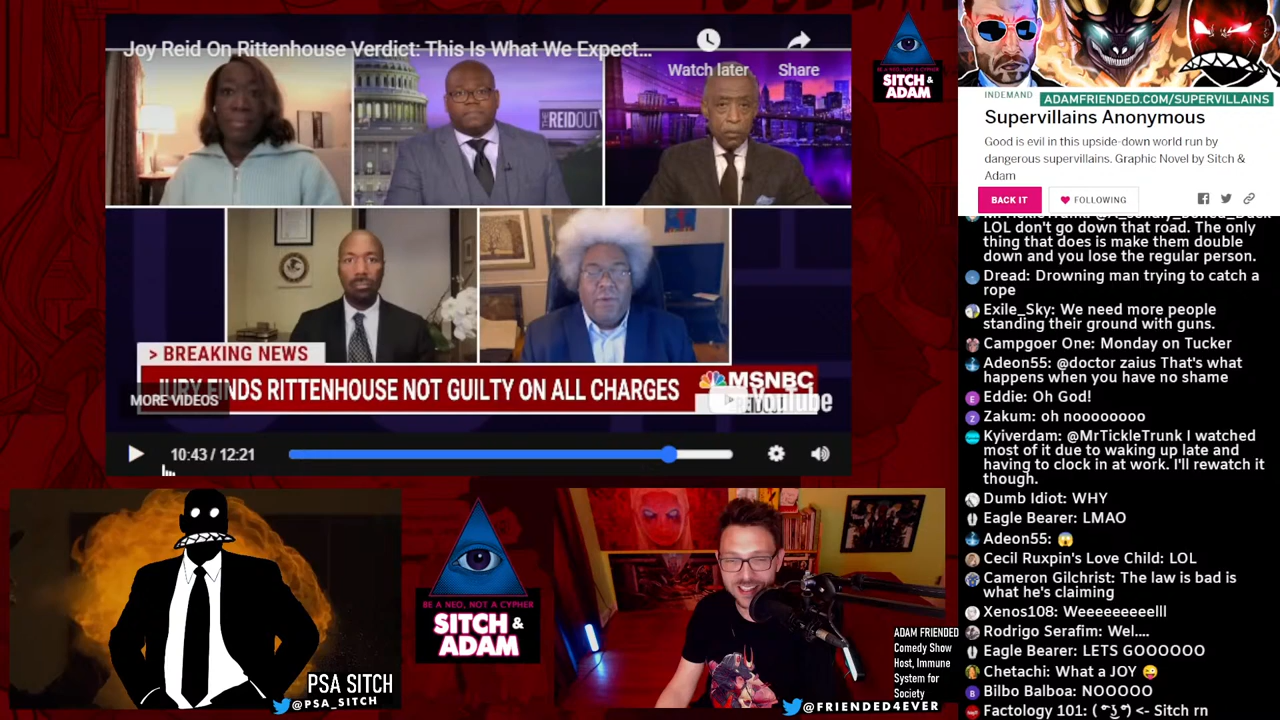 Joy Reid On Rittenhouse Verdict: This Is What We Expect...
Watch later
Share
THE REIDOUT
> BREAKING NEWS
JURY FINDS RITTENHOUSE NOT GUILTY ON ALL CHARGES
MSNBC
MORE VIDEOS
YouTube
10:43 / 12:21
BE A NEO, NOT A CYPHER
SITCH &
ADAM
INDEMAND
ADAMFRIENDED.COM/SUPERVILLAINS
Supervillains Anonymous
Good is evil in this upside-down world run by
dangerous supervillains. Graphic Novel by Sitch &
Adam
BACK IT
FOLLOWING
LOL don't go down that road. The only
thing that does is make them double
down and you lose the regular person.
Dread: Drowning man trying to catch a
rope
Exile_Sky: We need more people
standing their ground with guns.
Campgoer One: Monday on Tucker
Adeon55: @doctor zaius That's what
happens when you have no shame
Eddie: Oh God!
Zakum: oh noooooooo
Kyiverdam: @MrTickleTrunk I watched
most of it due to waking up late and
having to clock in at work. I'll rewatch it
though.
Dumb Idiot: WHY
Eagle Bearer: LMAO
Adeon55: 😱
Cecil Ruxpin's Love Child: LOL
Cameron Gilchrist: The law is bad is
what he's claiming
Xenos108: Weeeeeeeelll
Rodrigo Serafim: Wel....
Eagle Bearer: LETS GOOOOOO
Chetachi: What a JOY 😜
Bilbo Balboa: NOOOOO
Factology 101: ( ͡° ͜ʖ ͡°) <- Sitch rn
PSA SITCH
@PSA_SITCH
BE A NEO, NOT A CYPHER
SITCH &
ADAM
ADAM FRIENDED
Comedy Show
Host, Immune
System for
Society
@FRIENDED4EVER